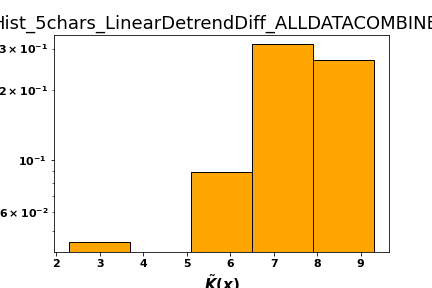 Hist_5chars_LinearDetrendDiff_ALLDATACOMBINE
3 × 10⁻¹
2 × 10⁻¹
10⁻¹
6 × 10⁻²
2 3 4 5 6 7 8 9
K̃(x)